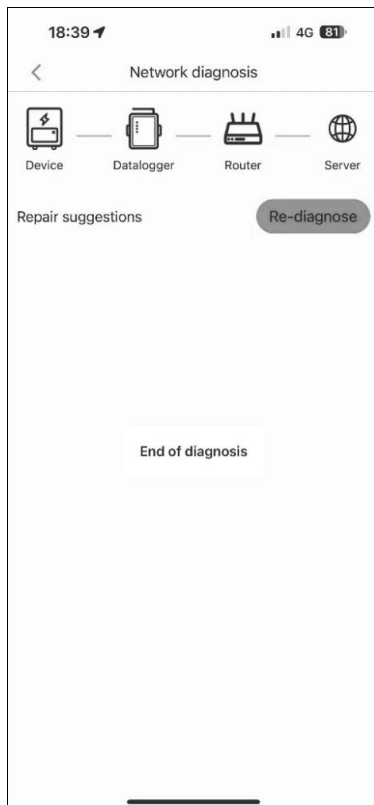 18:39 4G 81
Network diagnosis
Device Datalogger Router Server
Repair suggestions Re-diagnose
End of diagnosis